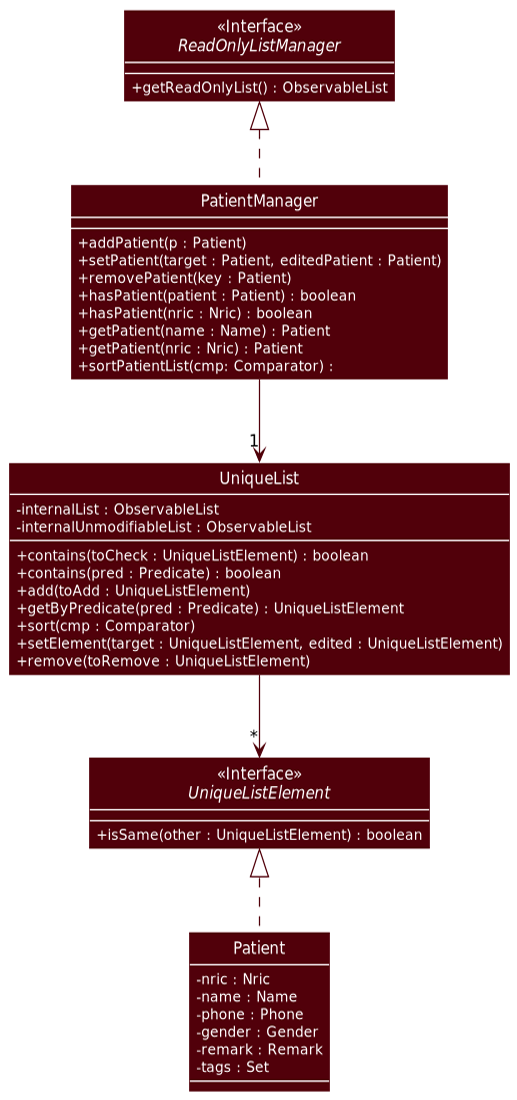 «Interface»
ReadOnlyListManager
+getReadOnlyList() : ObservableList
PatientManager
+addPatient(p : Patient)
+setPatient(target : Patient, editedPatient : Patient)
+removePatient(key : Patient)
+hasPatient(patient : Patient) : boolean
+hasPatient(nric : Nric) : boolean
+getPatient(name : Name) : Patient
+getPatient(nric : Nric) : Patient
+sortPatientList(cmp: Comparator) :
1
UniqueList
-internalList : ObservableList
-internalUnmodifiableList : ObservableList
+contains(toCheck : UniqueListElement) : boolean
+contains(pred : Predicate) : boolean
+add(toAdd : UniqueListElement)
+getByPredicate(pred : Predicate) : UniqueListElement
+sort(cmp : Comparator)
+setElement(target : UniqueListElement, edited : UniqueListElement)
+remove(toRemove : UniqueListElement)
*
«Interface»
UniqueListElement
+isSame(other : UniqueListElement) : boolean
Patient
-nric : Nric
-name : Name
-phone : Phone
-gender : Gender
-remark : Remark
-tags : Set